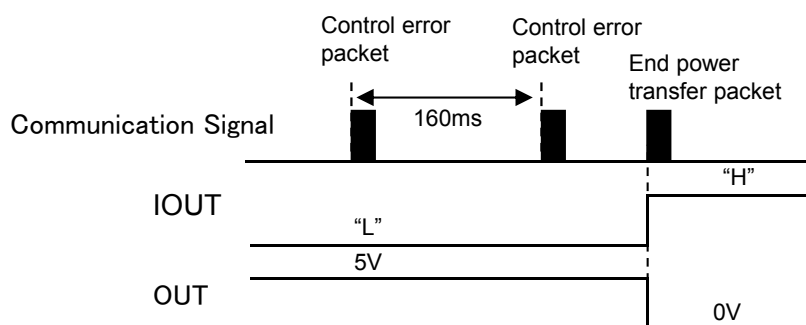 Control error
packet
Control error
packet
End power
transfer packet
160ms
Communication Signal
“H”
IOUT
“L”
5V
OUT
0V